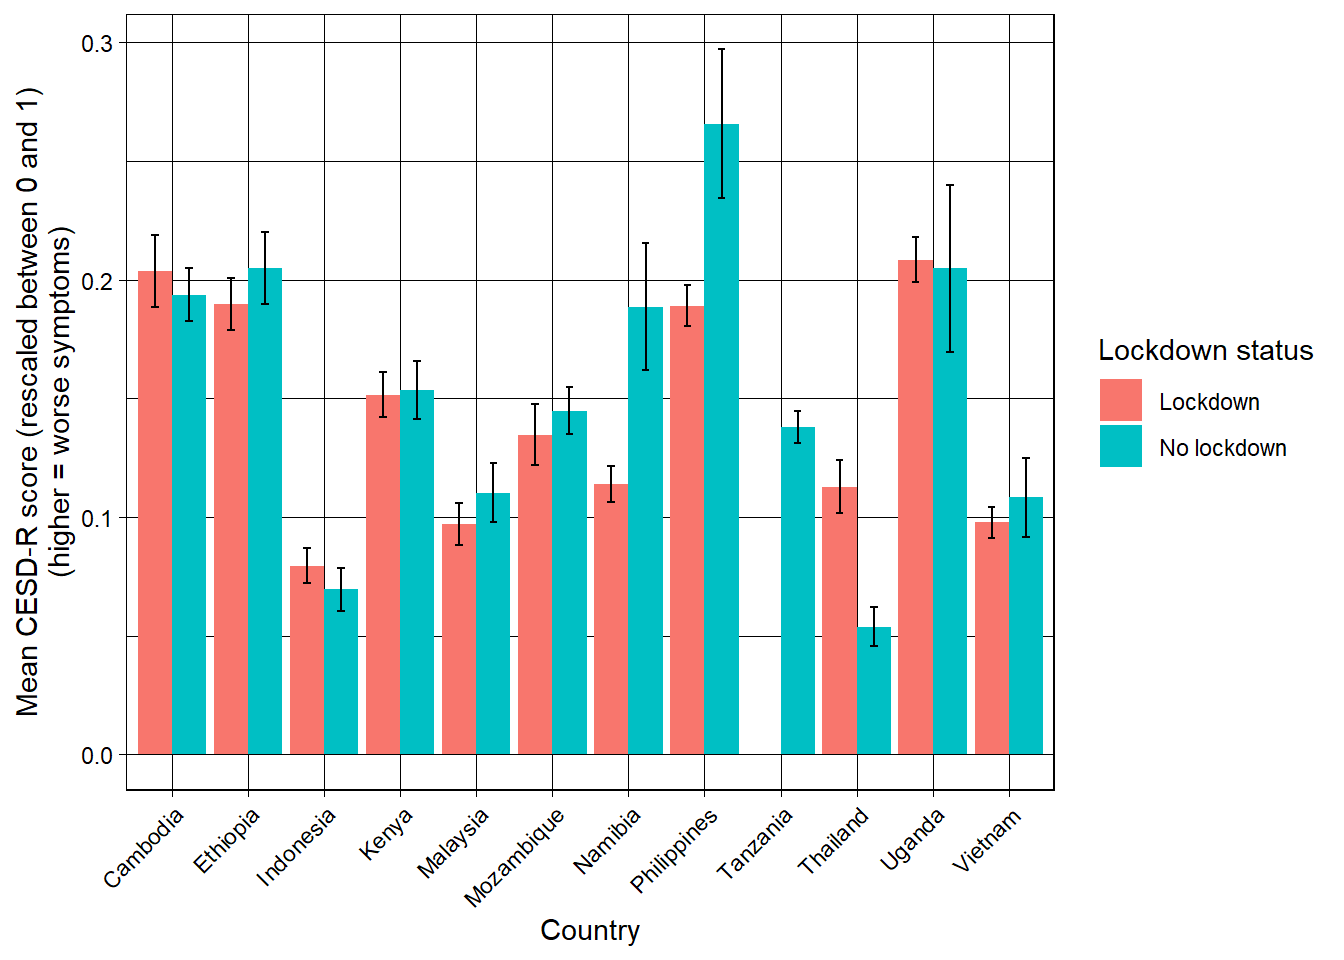 Mean CESD-R score (rescaled between 0 and 1)
(higher = worse symptoms)
0.3
0.2
0.1
0.0
Cambodia
Ethiopia
Indonesia
Kenya
Malaysia
Mozambique
Namibia
Philippines
Tanzania
Thailand
Uganda
Vietnam
Country
Lockdown status
Lockdown
No lockdown